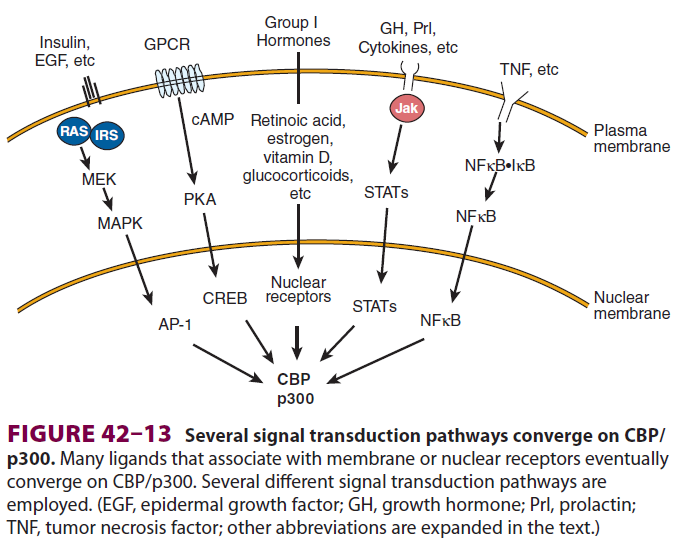 Insulin,
EGF, etc
GPCR
Group I
Hormones
GH, Prl,
Cytokines, etc
TNF, etc
RAS
IRS
cAMP
Retinoic acid,
estrogen,
vitamin D,
glucocorticoids,
etc
Jak
Plasma
membrane
MEK
PKA
STATs
NFκB•IκB
MAPK
NFκB
CREB
Nuclear
receptors
STATs
NFκB
Nuclear
membrane
AP-1
CBP
p300
FIGURE 42–13 Several signal transduction pathways converge on CBP/
p300. Many ligands that associate with membrane or nuclear receptors eventually
converge on CBP/p300. Several different signal transduction pathways are
employed. (EGF, epidermal growth factor; GH, growth hormone; Prl, prolactin;
TNF, tumor necrosis factor; other abbreviations are expanded in the text.)